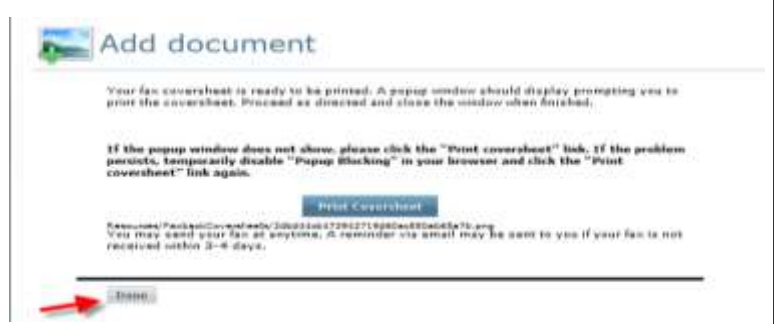 Add document
Your fax coversheet is ready to be printed. A popup window should display prompting you to
print the coversheet. Proceed as directed and close the window when finished.
If the popup window does not show, please click the "Print coversheet" link. If the problem
persists, temporarily disable "Popup Blocking" in your browser and click the "Print
coversheet" link again.
Print Coversheet
You may send your fax at anytime. A reminder via email may be sent to you if your fax is not
received within 3-4 days.
Done